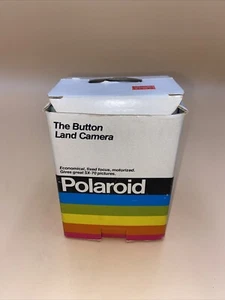 The Button
Land Camera
Economical, fixed focus, motorized.
Gives great SX-70 pictures.
Polaroid